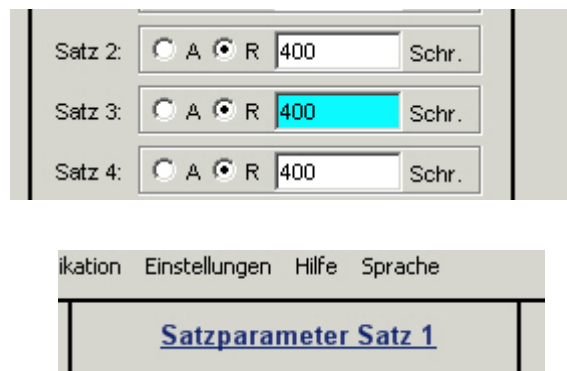 Satz 2: A R 400 Schr.
Satz 3: A R 400 Schr.
Satz 4: A R 400 Schr.
ikation Einstellungen Hilfe Sprache
Satzparameter Satz 1